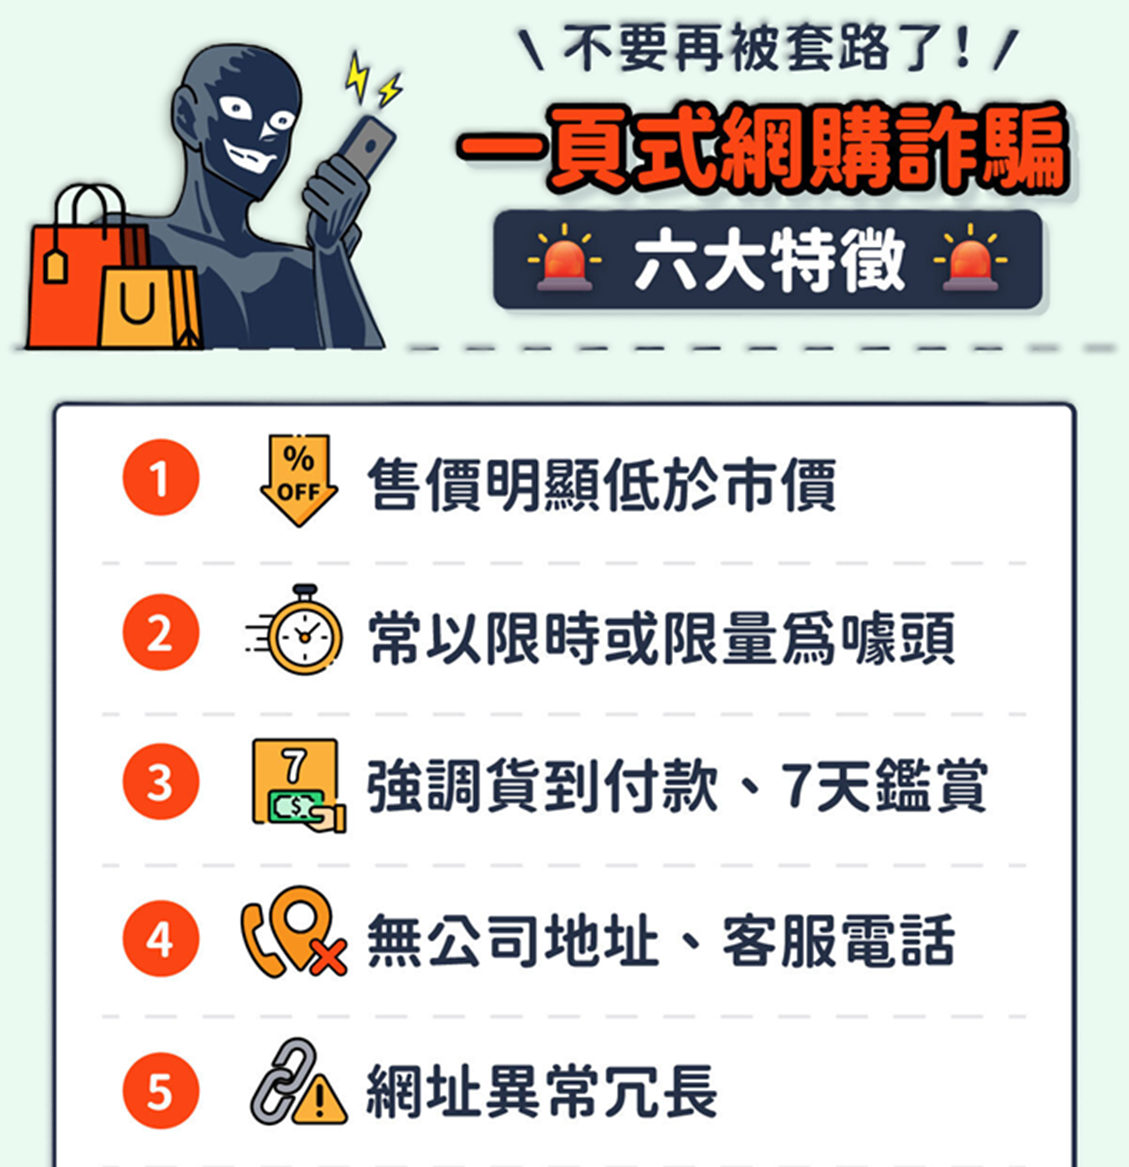 \ 不要再被套路了! /
一頁式網購詐騙
六大特徵
1
% OFF
售價明顯低於市價
2
常以限時或限量為噱頭
3
7
$
強調貨到付款、7天鑑賞
4
無公司地址、客服電話
5
!
網址異常冗長